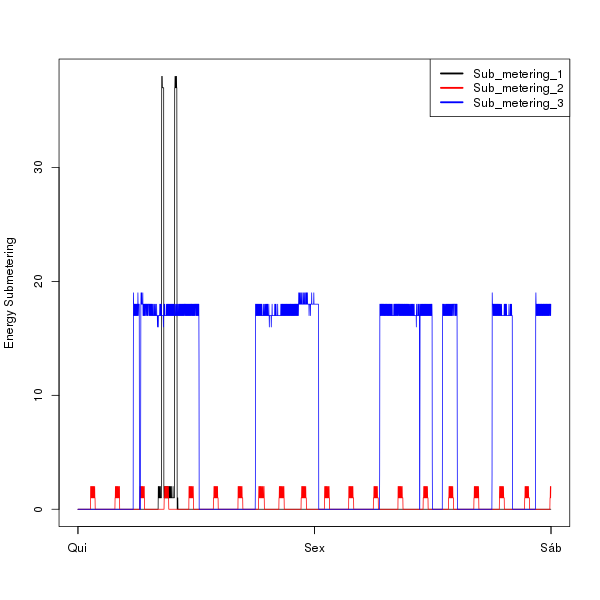 Sub_metering_1
Sub_metering_2
Sub_metering_3
Energy Submetering
30
20
10
0
Qui Sex Sáb